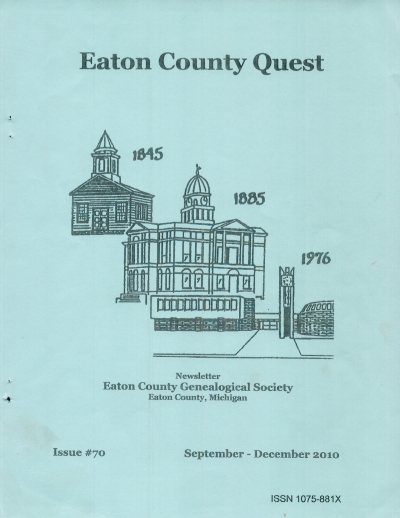 Eaton County Quest
1845
1885
1976
Newsletter
Eaton County Genealogical Society
Eaton County, Michigan
Issue #70 September - December 2010
ISSN 1075-881X